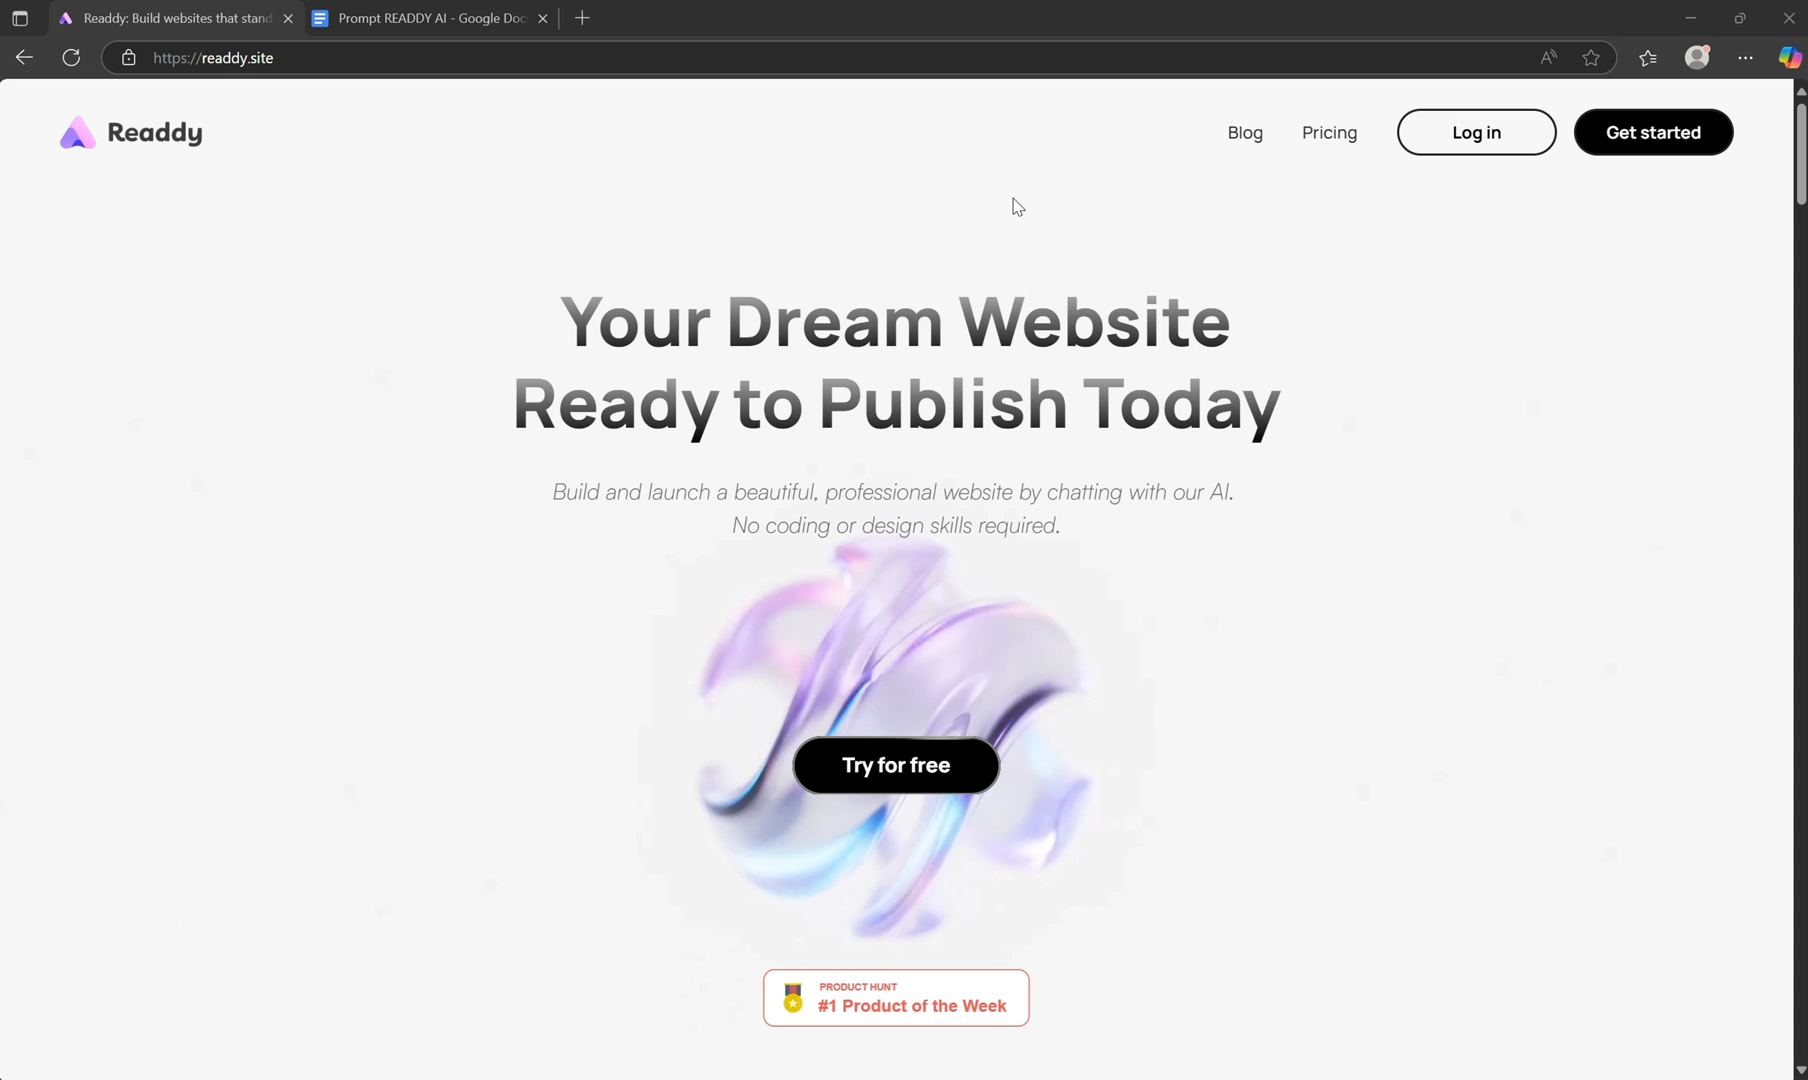 Readdy: Build websites that stand
Prompt READDY AI - Google Doc
https://readdy.site
Readdy
Blog
Pricing
Log in
Get started
Your Dream Website
Ready to Publish Today
Build and launch a beautiful, professional website by chatting with our AI.
No coding or design skills required.
Try for free
PRODUCT HUNT
#1 Product of the Week